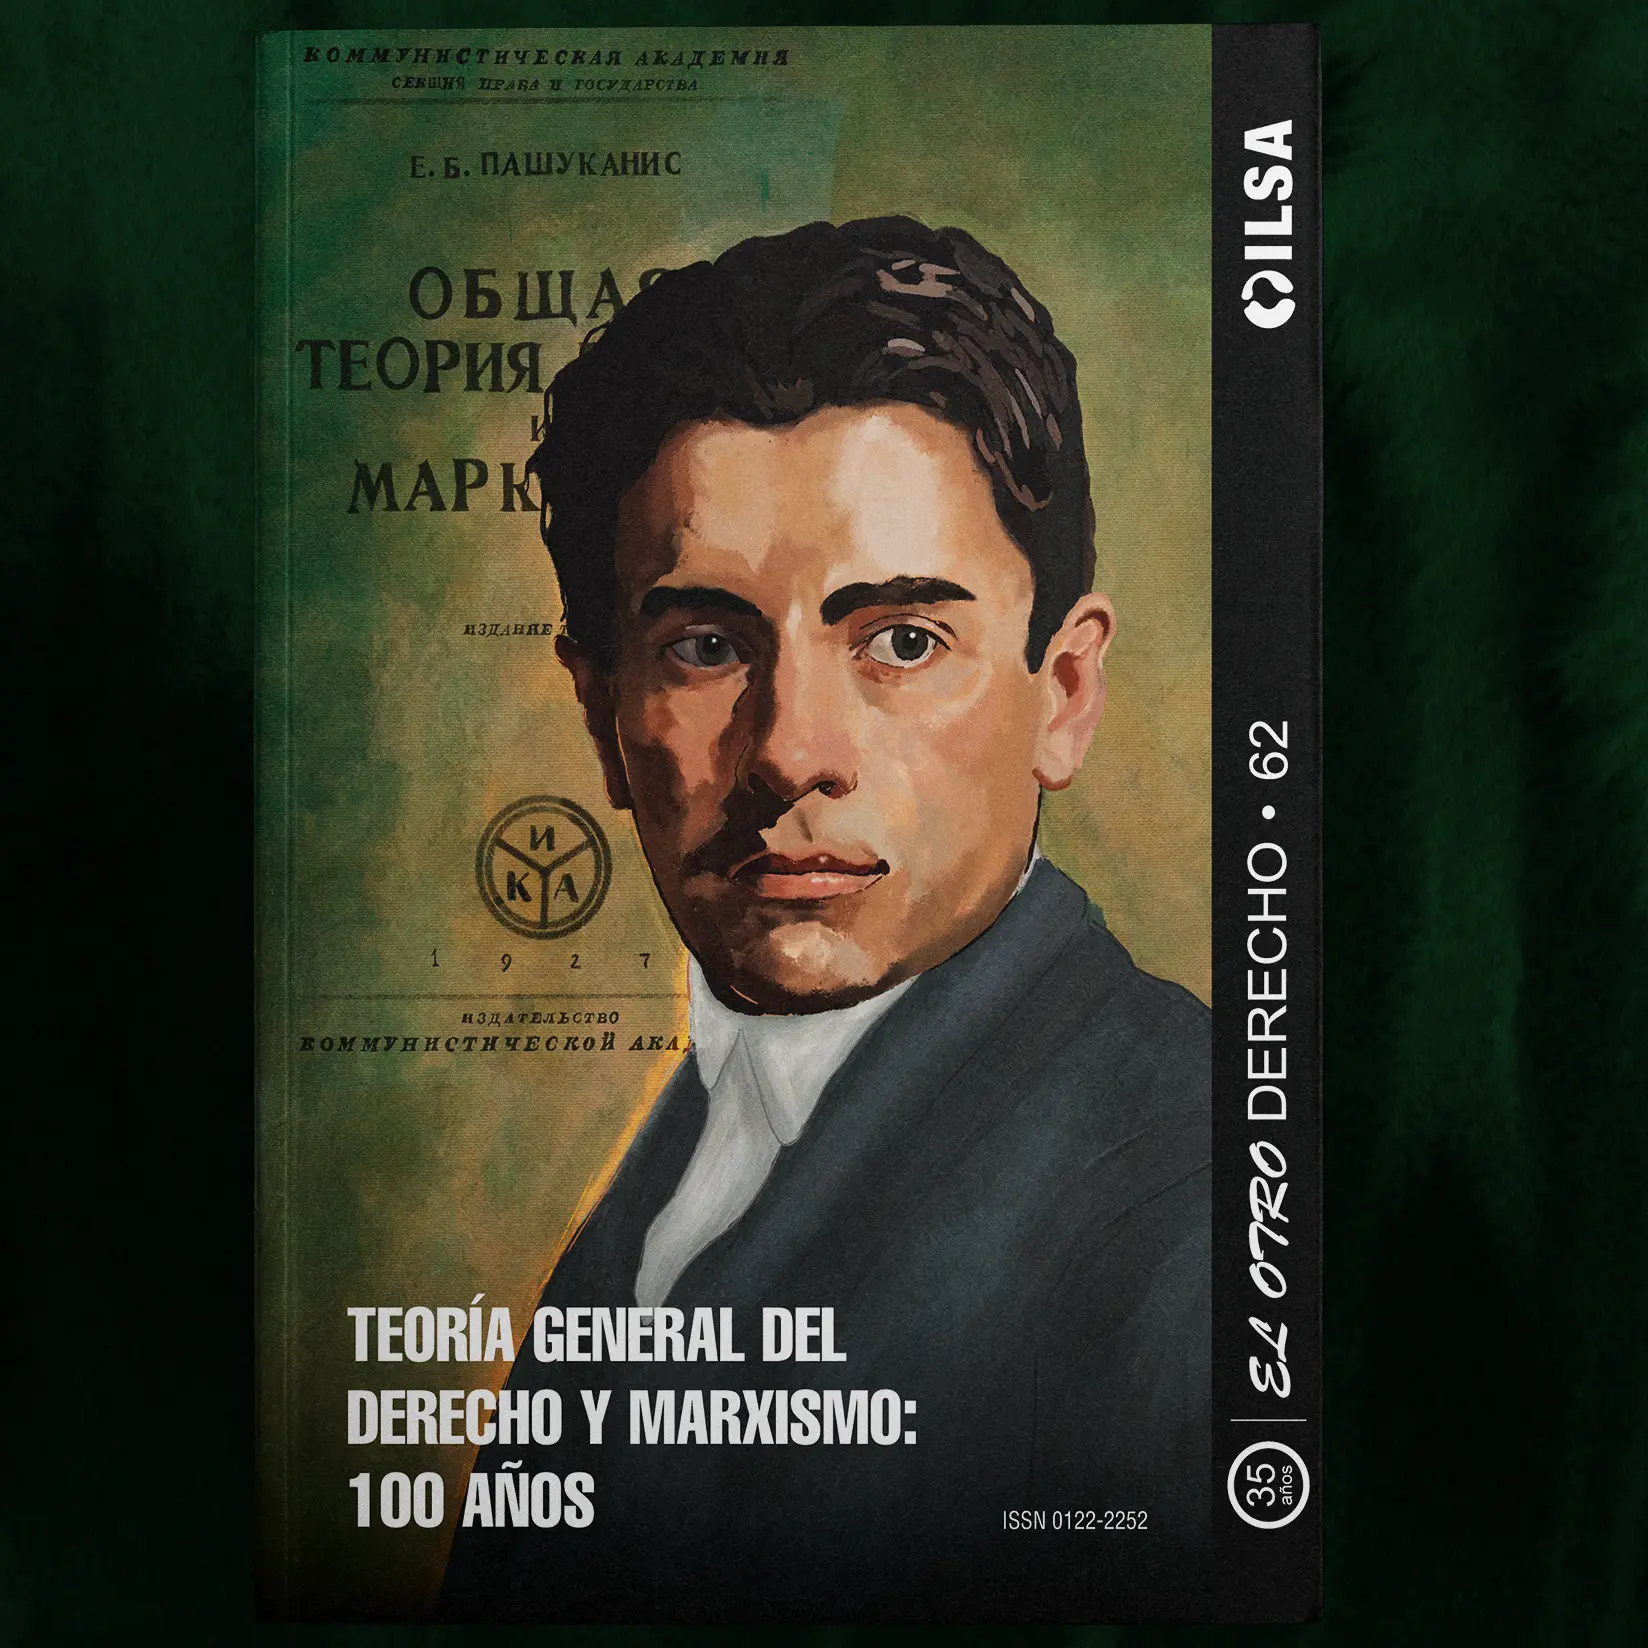 КОММУНИСТИЧЕСКАЯ АКАДЕМИЯ
СЕКЦИЯ ПРАВА И ГОСУДАРСТВА
Е. Б. ПАШУКАНИС
ОБЩАЯ
ТЕОРИЯ
И
МАРК
ИЗДАНИЕ
И
К А
1 9 2 7
ИЗДАТЕЛЬСТВО
КОММУНИСТИЧЕСКОЙ АКАД
TEORÍA GENERAL DEL
DERECHO Y MARXISMO:
100 AÑOS
ISSN 0122-2252
ILSA
EL OTRO DERECHO • 62
35
años